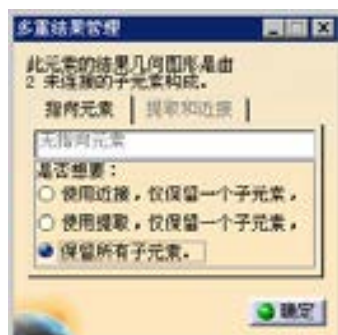 多重结果管理
此元素的结果几何图形是由
2 未连接的子元素构成。
指向元素 提取和近接
无指向元素
是否想要：
使用近接，仅保留一个子元素，
使用提取，仅保留一个子元素，
保留所有子元素。
确定